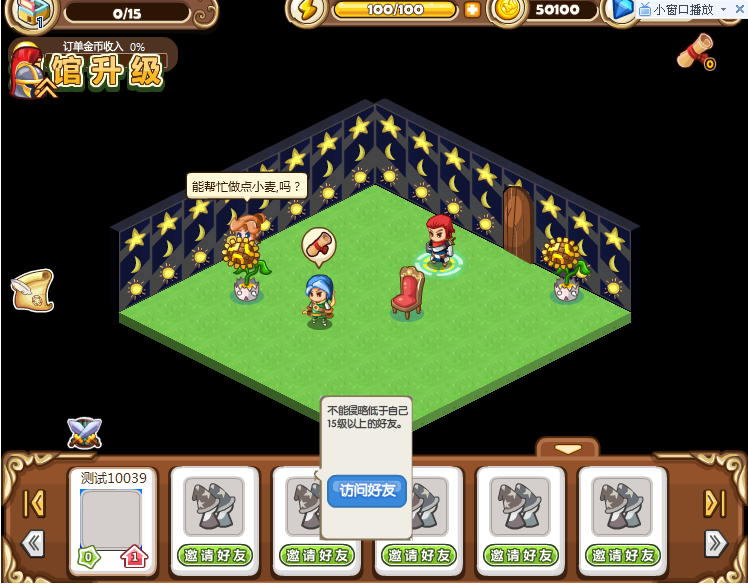 1
0/15
100/100
50100
小窗口播放
订单金币收入 0%
馆升级
0
能帮忙做点小麦,吗？
不能侵略低于自己
15级以上的好友。
访问好友
测试10039
0
1
邀请好友
邀请好友
邀请好友
邀请好友
邀请好友